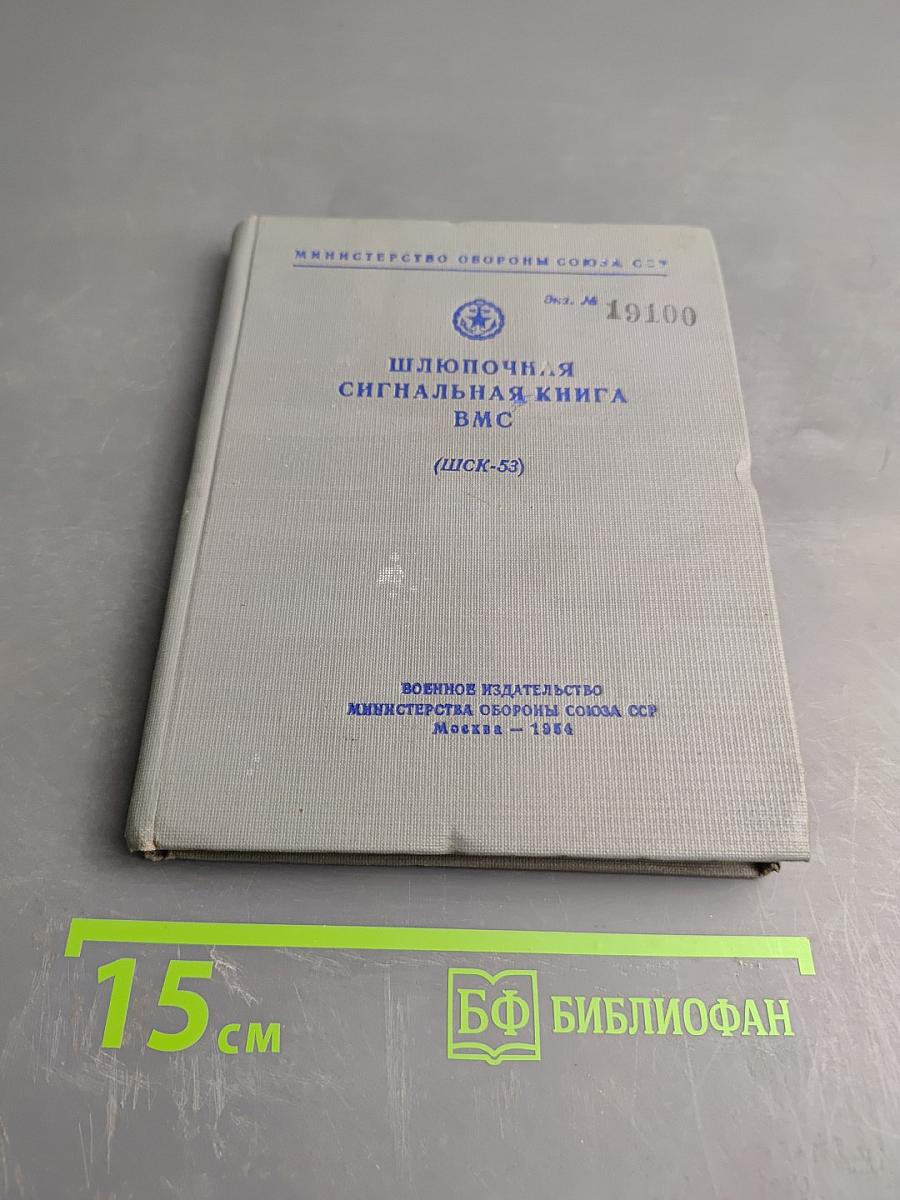 МИНИСТЕРСТВО ОБОРОНЫ СОЮЗА ССР
Экз. № 19100
ШЛЮПОЧНАЯ
СИГНАЛЬНАЯ КНИГА
ВМС
(ШСК-53)
ВОЕННОЕ ИЗДАТЕЛЬСТВО
МИНИСТЕРСТВА ОБОРОНЫ СОЮЗА ССР
Москва — 1954
15 см
БФ БИБЛИОФАН